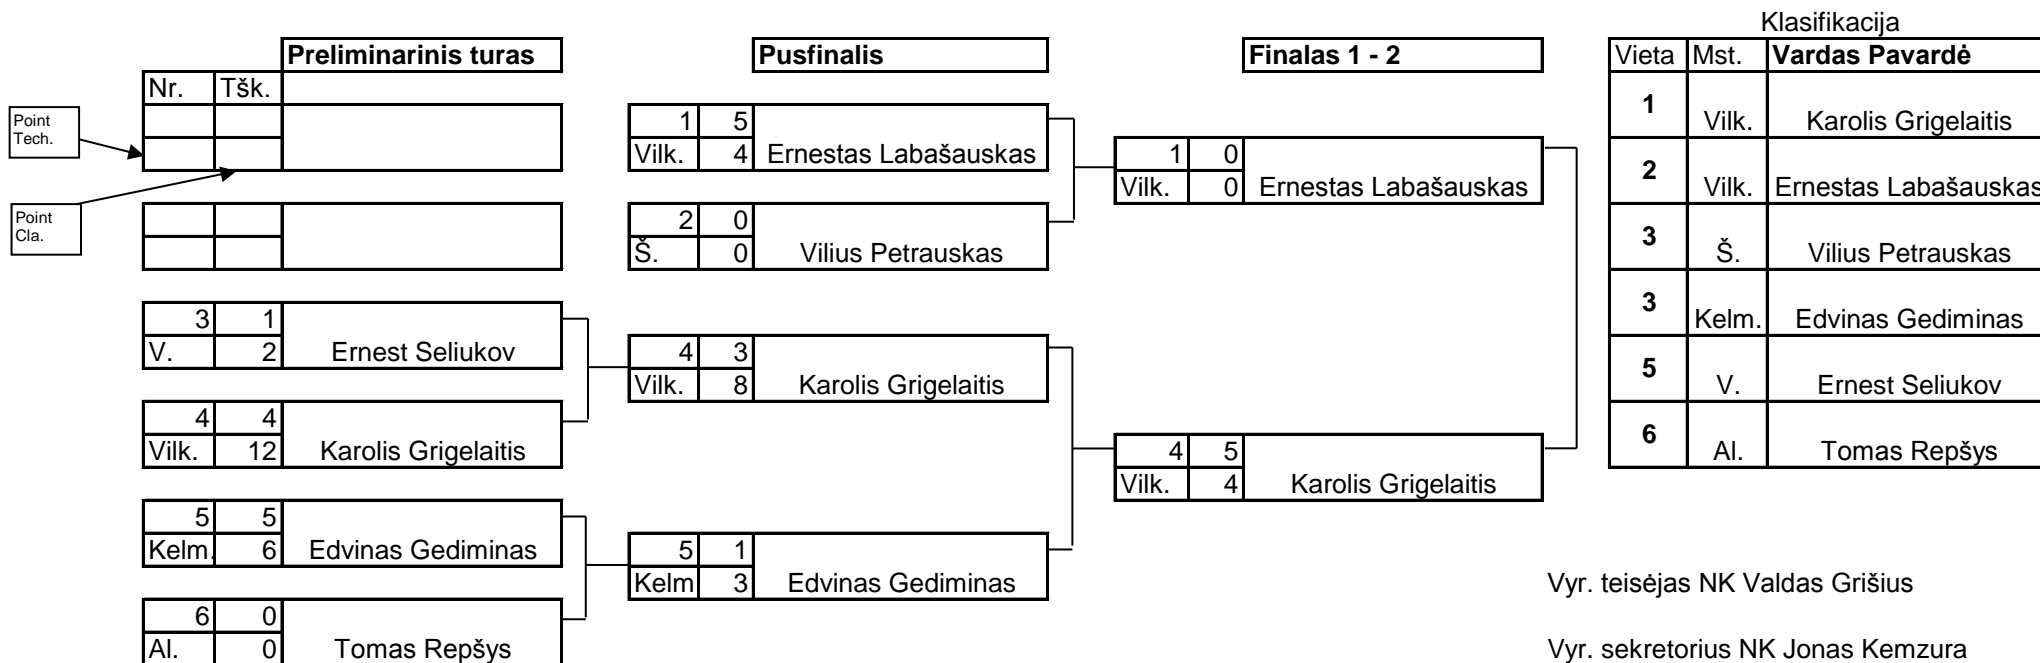 Klasifikacija
Preliminarinis turas Pusfinalis Finalas 1 - 2 Vieta Mst. Vardas Pavardė
Nr. Tšk.
Point
Tech.
1 5
Vilk. 4 Ernestas Labašauskas
1 0
Vilk. 0 Ernestas Labašauskas
1 Vilk. Karolis Grigelaitis
2 Vilk. Ernestas Labašauskas
Point
Cla.
2 0
Š. 0 Vilius Petrauskas
3 Š. Vilius Petrauskas
3 Kelm. Edvinas Gediminas
3 1
V. 2 Ernest Seliukov
4 3
Vilk. 8 Karolis Grigelaitis
5 V. Ernest Seliukov
4 4
Vilk. 12 Karolis Grigelaitis
6 Al. Tomas Repšys
4 5
Vilk. 4 Karolis Grigelaitis
5 5
Kelm. 6 Edvinas Gediminas
5 1
Kelm 3 Edvinas Gediminas
Vyr. teisėjas NK Valdas Grišius
6 0
Al. 0 Tomas Repšys
Vyr. sekretorius NK Jonas Kemzura